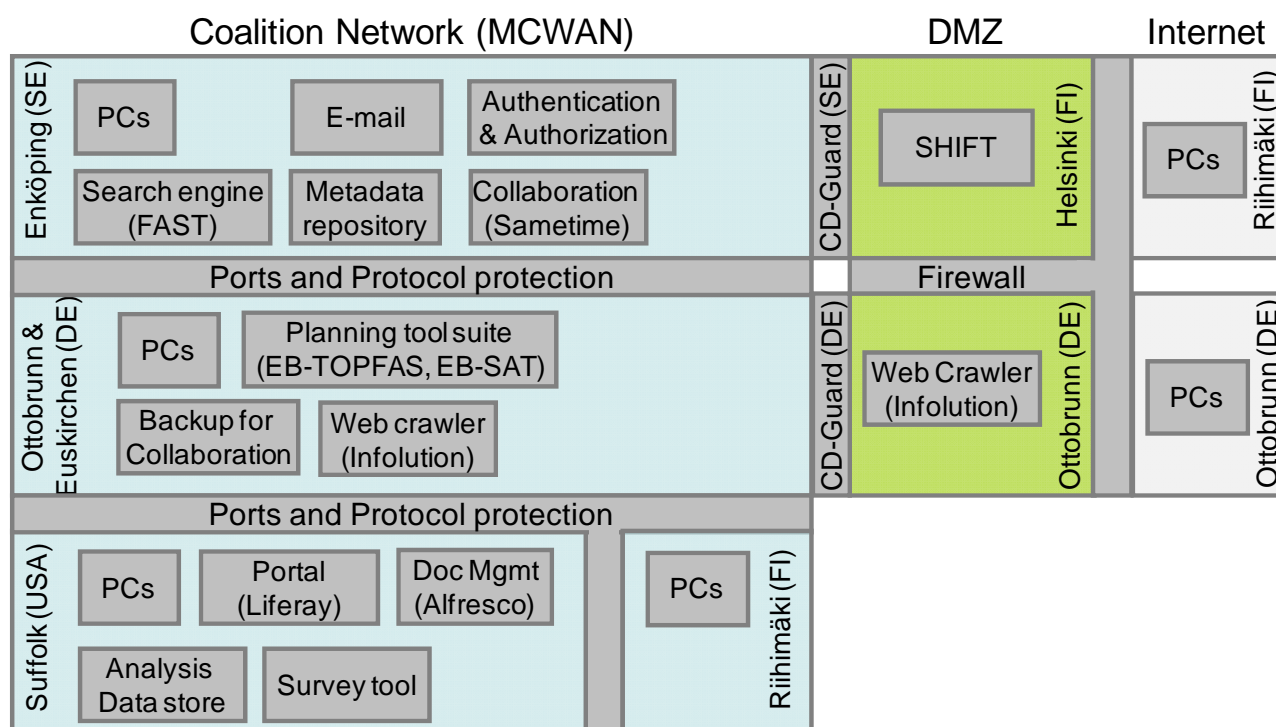 Coalition Network (MCWAN)
DMZ
Internet
Enköping (SE)
PCs
E-mail
Authentication
& Authorization
Search engine
(FAST)
Metadata
repository
Collaboration
(Sametime)
CD-Guard (SE)
SHIFT
Helsinki (FI)
PCs
Riihimäki (FI)
Ports and Protocol protection
Firewall
Ottobrunn &
Euskirchen (DE)
PCs
Planning tool suite
(EB-TOPFAS, EB-SAT)
Backup for
Collaboration
Web crawler
(Infolution)
CD-Guard (DE)
Web Crawler
(Infolution)
Ottobrunn (DE)
PCs
Ottobrunn (DE)
Ports and Protocol protection
Suffolk (USA)
PCs
Portal
(Liferay)
Doc Mgmt
(Alfresco)
Analysis
Data store
Survey tool
PCs
Riihimäki (FI)